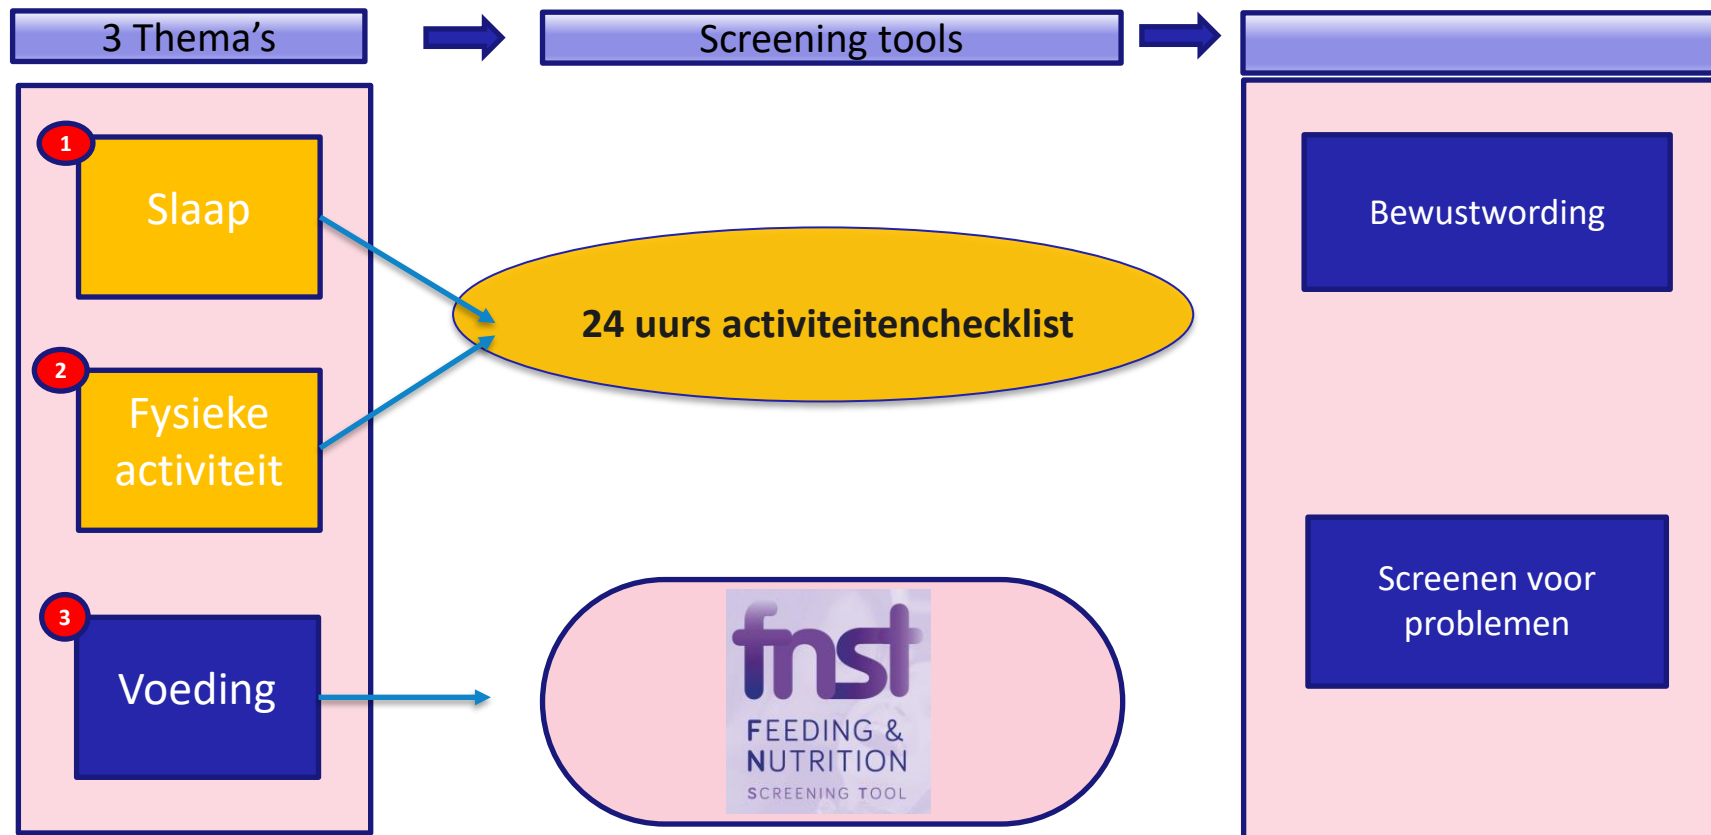 3 Thema's
Screening tools
1
Slaap
2
Fysieke
activiteit
3
Voeding
24 uurs activiteitenchecklist
fnst
FEEDING &
NUTRITION
SCREENING TOOL
Bewustwording
Screenen voor
problemen